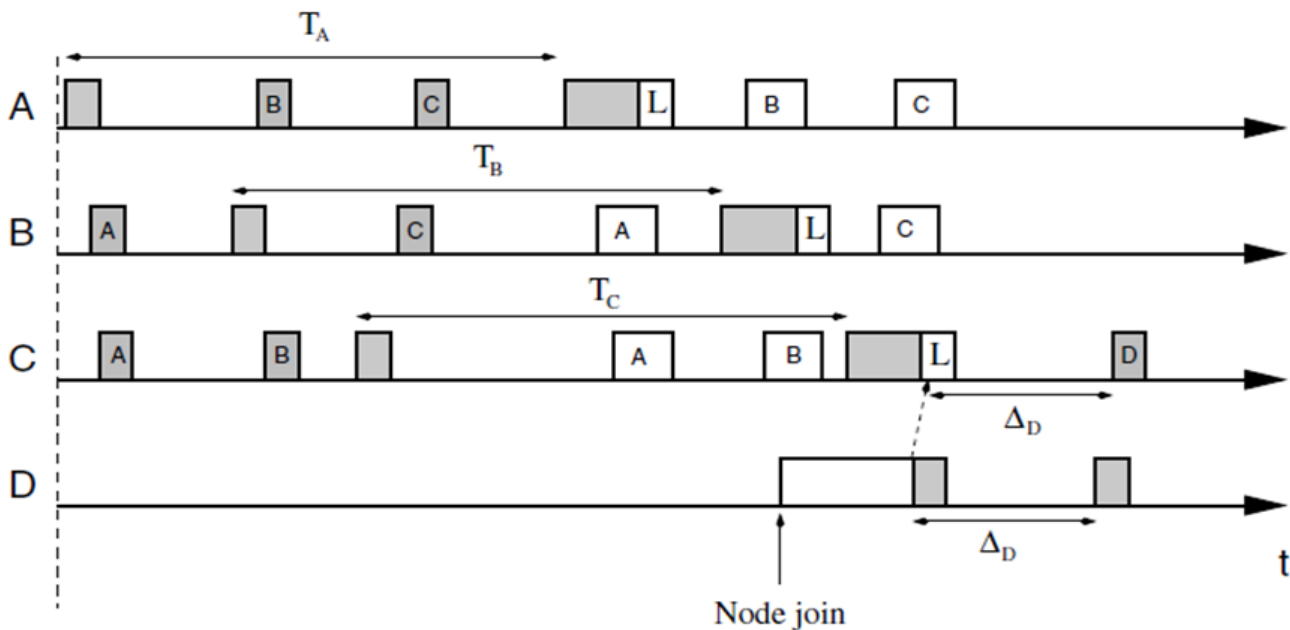 T_A
A B C L B C
T_B
B A C A L C
T_C
C A B A B L D
Δ_D
D
Δ_D
t
Node join